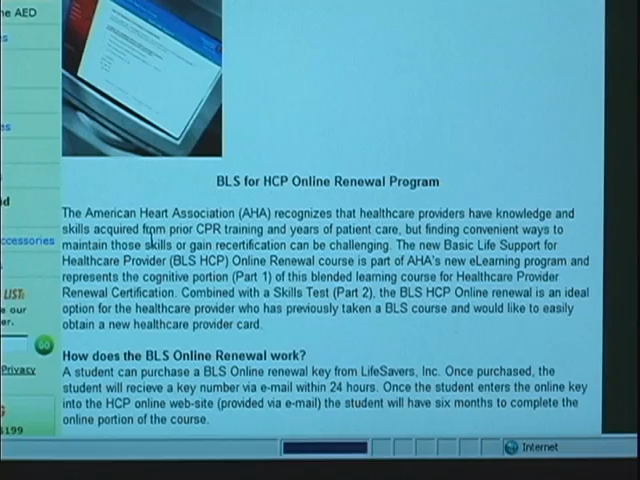 ne AED
es
es
nd
ccessories
LIST:
e our
er.
GO
Privacy
$199
BLS for HCP Online Renewal Program
The American Heart Association (AHA) recognizes that healthcare providers have knowledge and
skills acquired from prior CPR training and years of patient care, but finding convenient ways to
maintain those skills or gain recertification can be challenging. The new Basic Life Support for
Healthcare Provider (BLS HCP) Online Renewal course is part of AHA's new eLearning program and
represents the cognitive portion (Part 1) of this blended learning course for Healthcare Provider
Renewal Certification. Combined with a Skills Test (Part 2), the BLS HCP Online renewal is an ideal
option for the healthcare provider who has previously taken a BLS course and would like to easily
obtain a new healthcare provider card.
How does the BLS Online Renewal work?
A student can purchase a BLS Online renewal key from LifeSavers, Inc. Once purchased, the
student will recieve a key number via e-mail within 24 hours. Once the student enters the online key
into the HCP online web-site (provided via e-mail) the student will have six months to complete the
online portion of the course.
Internet